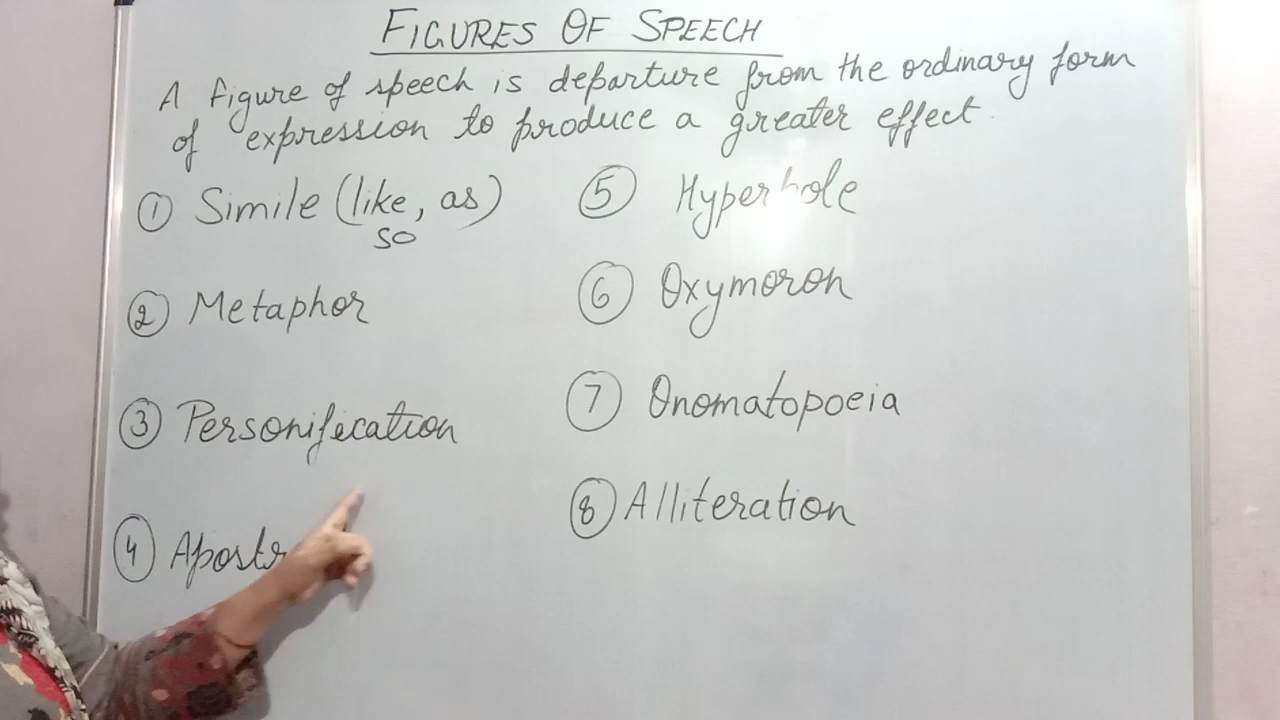 FIGURES OF SPEECH
A figure of speech is departure from the ordinary form
of expression to produce a greater effect.
① Simile (like, as)
so
② Metaphor
③ Personification
④
⑤ Hyperbole
⑥ Oxymoron
⑦ Onomatopoeia
⑧ Alliteration